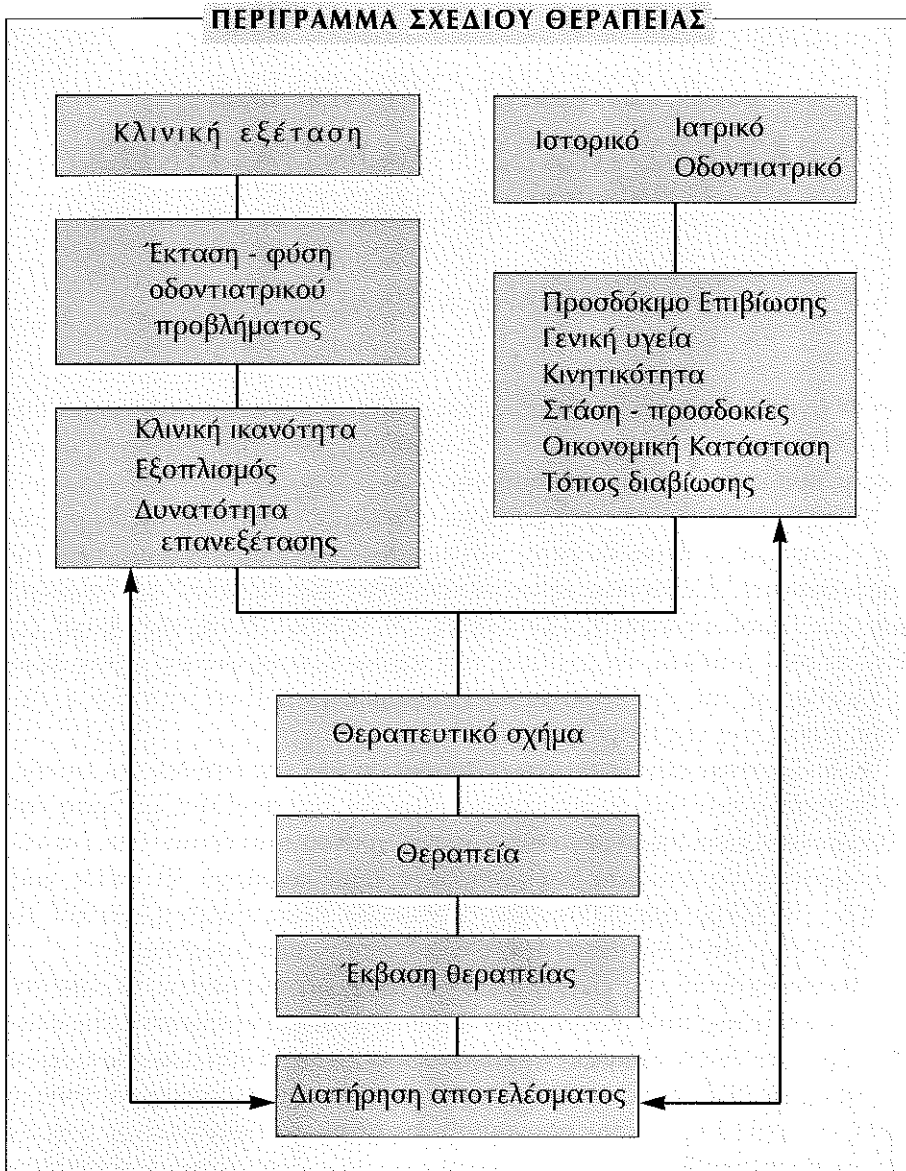 ΠΕΡΙΓΡΑΜΜΑ ΣΧΕΔΙΟΥ ΘΕΡΑΠΕΙΑΣ
Κλινική εξέταση
Έκταση - φύση
οδοντιατρικού
προβλήματος
Κλινική ικανότητα
Εξοπλισμός
Δυνατότητα
επανεξέτασης
Ιστορικό
Ιατρικό
Οδοντιατρικό
Προσδόκιμο Επιβίωσης
Γενική υγεία
Κινητικότητα
Στάση - προσδοκίες
Οικονομική Κατάσταση
Τόπος διαβίωσης
Θεραπευτικό σχήμα
Θεραπεία
Έκβαση θεραπείας
Διατήρηση αποτελέσματος